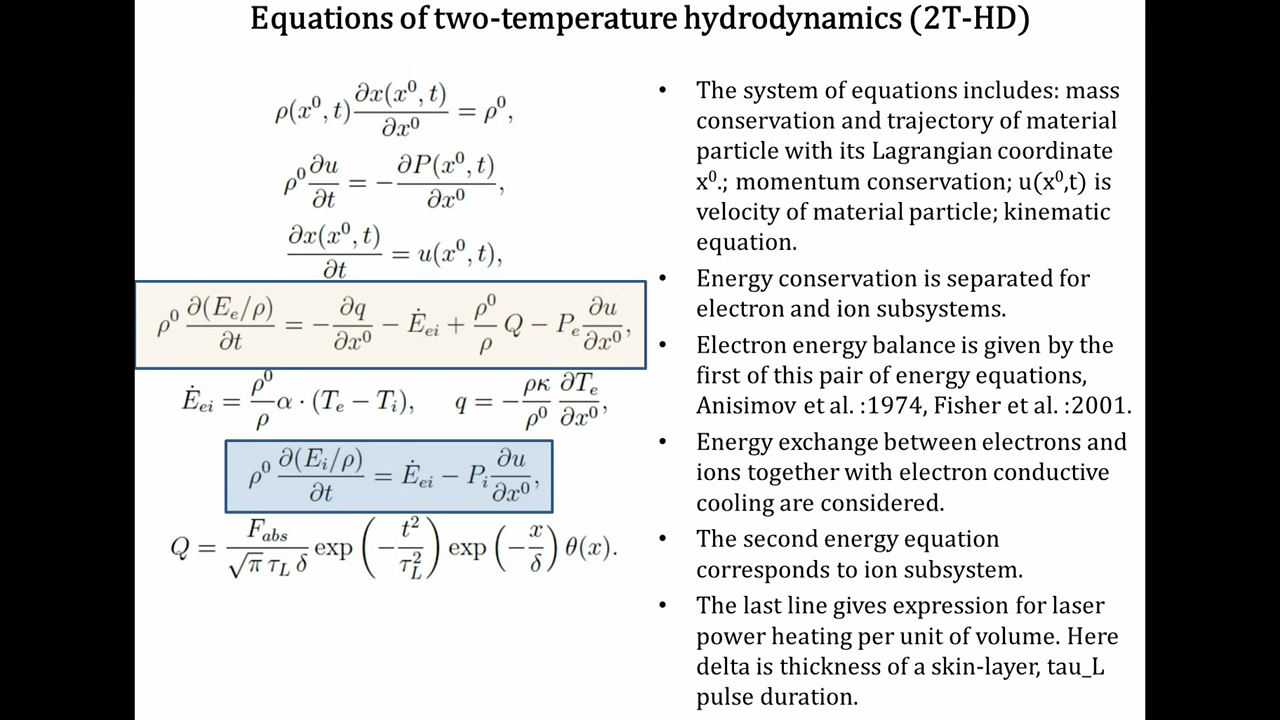 Equations of two-temperature hydrodynamics (2T-HD)
ρ(x⁰, t) ∂x(x⁰, t)/∂x⁰ = ρ⁰,
ρ⁰ ∂u/∂t = − ∂P(x⁰, t)/∂x⁰,
∂x(x⁰, t)/∂t = u(x⁰, t),
ρ⁰ ∂(E_e/ρ)/∂t = − ∂q/∂x⁰ − Ė_ei + ρ⁰/ρ Q − P_e ∂u/∂x⁰,
Ė_ei = ρ⁰/ρ α · (T_e − T_i), q = − ρκ/ρ⁰ ∂T_e/∂x⁰,
ρ⁰ ∂(E_i/ρ)/∂t = Ė_ei − P_i ∂u/∂x⁰,
Q = F_abs/(√π τ_L δ) exp(−t²/τ_L²) exp(−x/δ) θ(x).
• The system of equations includes: mass
conservation and trajectory of material
particle with its Lagrangian coordinate
x⁰.; momentum conservation; u(x⁰,t) is
velocity of material particle; kinematic
equation.
• Energy conservation is separated for
electron and ion subsystems.
• Electron energy balance is given by the
first of this pair of energy equations,
Anisimov et al. :1974, Fisher et al. :2001.
• Energy exchange between electrons and
ions together with electron conductive
cooling are considered.
• The second energy equation
corresponds to ion subsystem.
• The last line gives expression for laser
power heating per unit of volume. Here
delta is thickness of a skin-layer, tau_L
pulse duration.